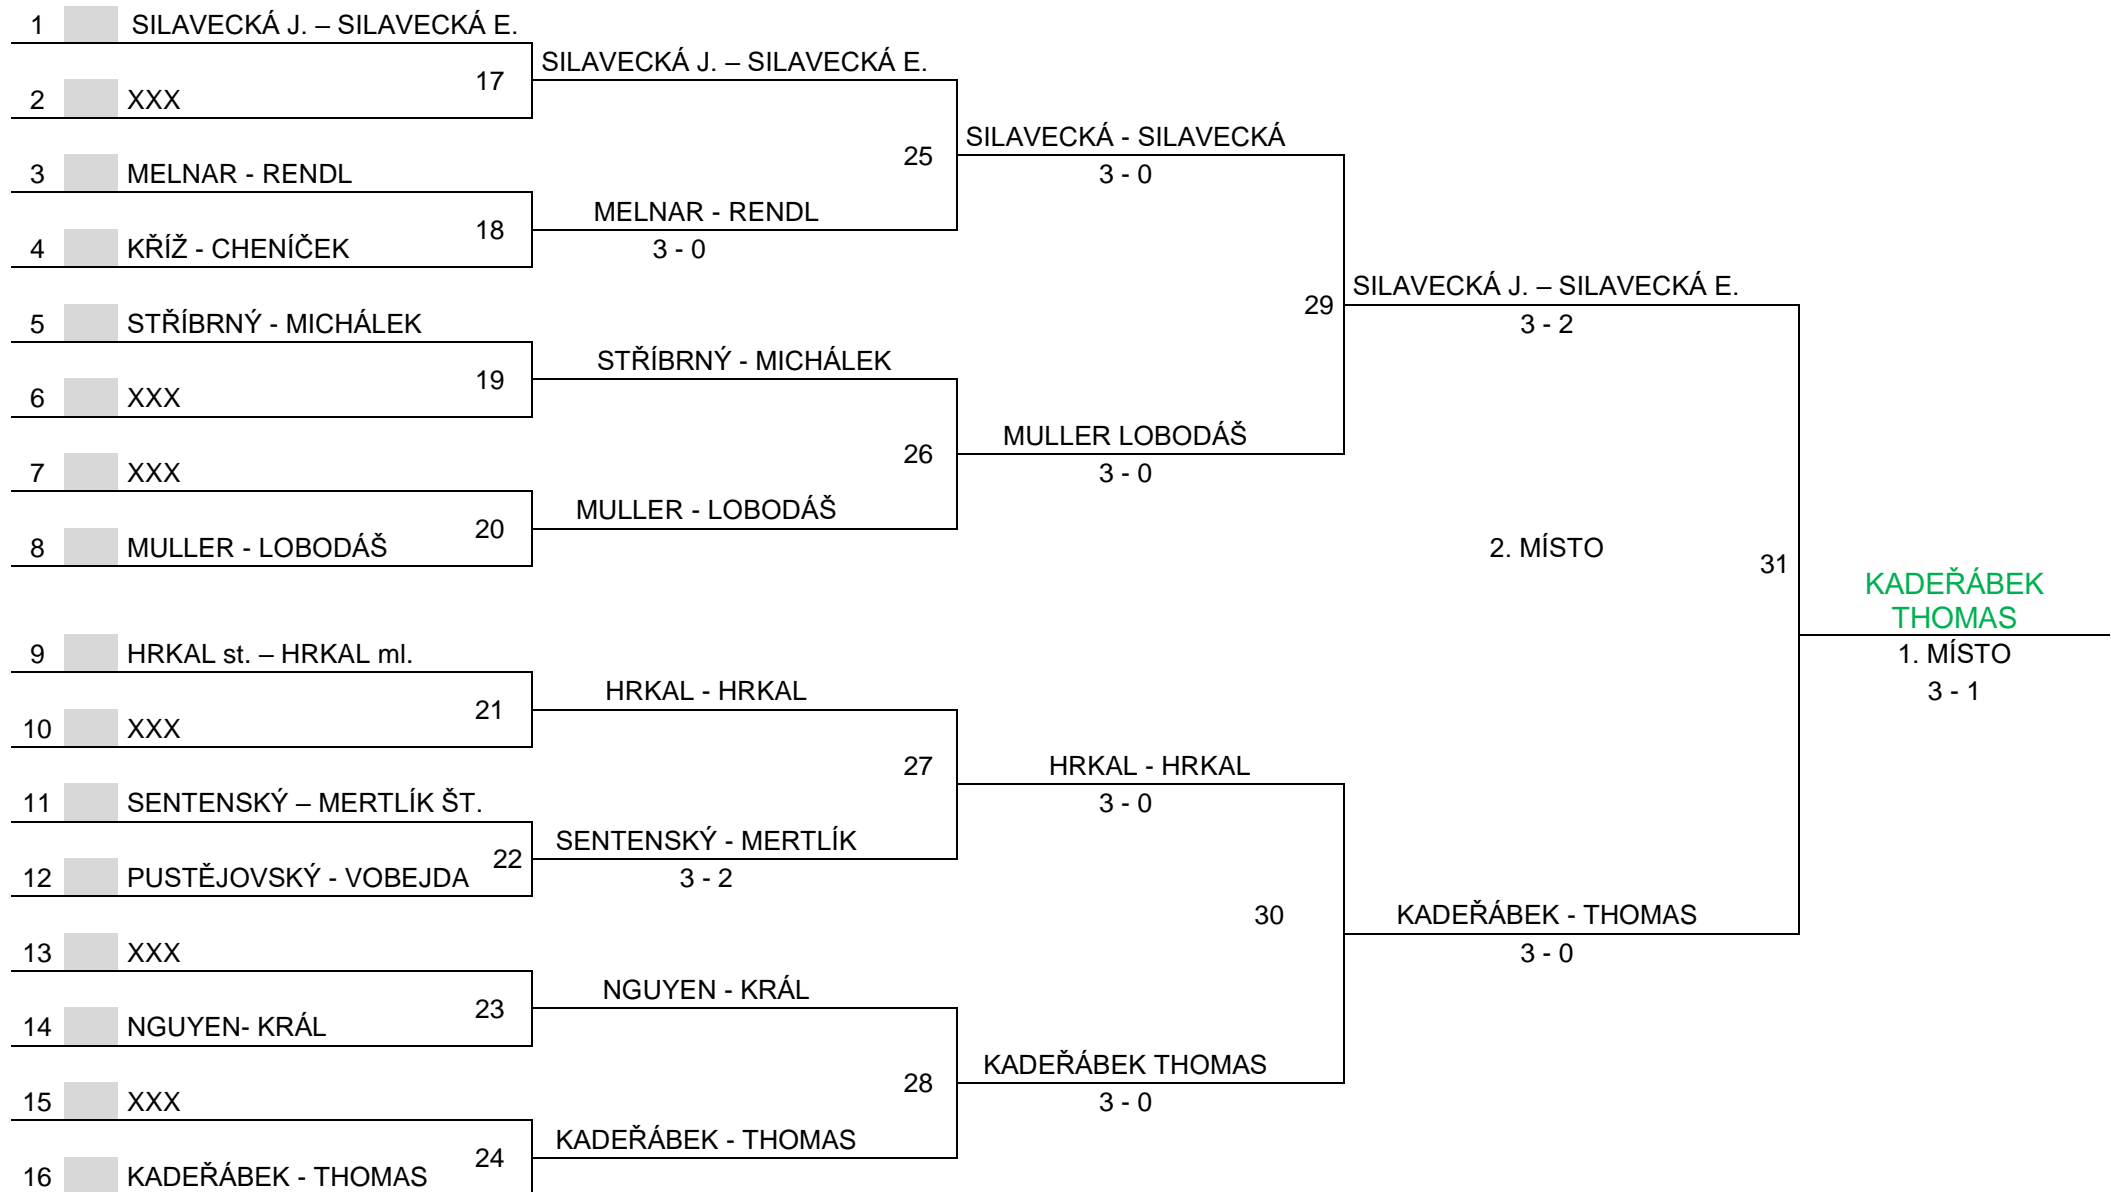 1 SILAVECKÁ J. – SILAVECKÁ E.
SILAVECKÁ J. – SILAVECKÁ E.
17
2 XXX
SILAVECKÁ - SILAVECKÁ
25
3 MELNAR - RENDL
3 - 0
MELNAR - RENDL
18
4 KŘÍŽ - CHENÍČEK
3 - 0
SILAVECKÁ J. – SILAVECKÁ E.
29
5 STŘÍBRNÝ - MICHÁLEK
3 - 2
STŘÍBRNÝ - MICHÁLEK
19
6 XXX
MULLER LOBODÁŠ
26
7 XXX
3 - 0
MULLER - LOBODÁŠ
20
8 MULLER - LOBODÁŠ
2. MÍSTO
31
KADEŘÁBEK
THOMAS
1. MÍSTO
3 - 1
9 HRKAL st. – HRKAL ml.
HRKAL - HRKAL
21
10 XXX
HRKAL - HRKAL
27
11 SENTENSKÝ – MERTLÍK ŠT.
3 - 0
SENTENSKÝ - MERTLÍK
22
12 PUSTĚJOVSKÝ - VOBEJDA
3 - 2
30
KADEŘÁBEK - THOMAS
13 XXX
3 - 0
NGUYEN - KRÁL
23
14 NGUYEN- KRÁL
KADEŘÁBEK THOMAS
28
15 XXX
3 - 0
KADEŘÁBEK - THOMAS
24
16 KADEŘÁBEK - THOMAS